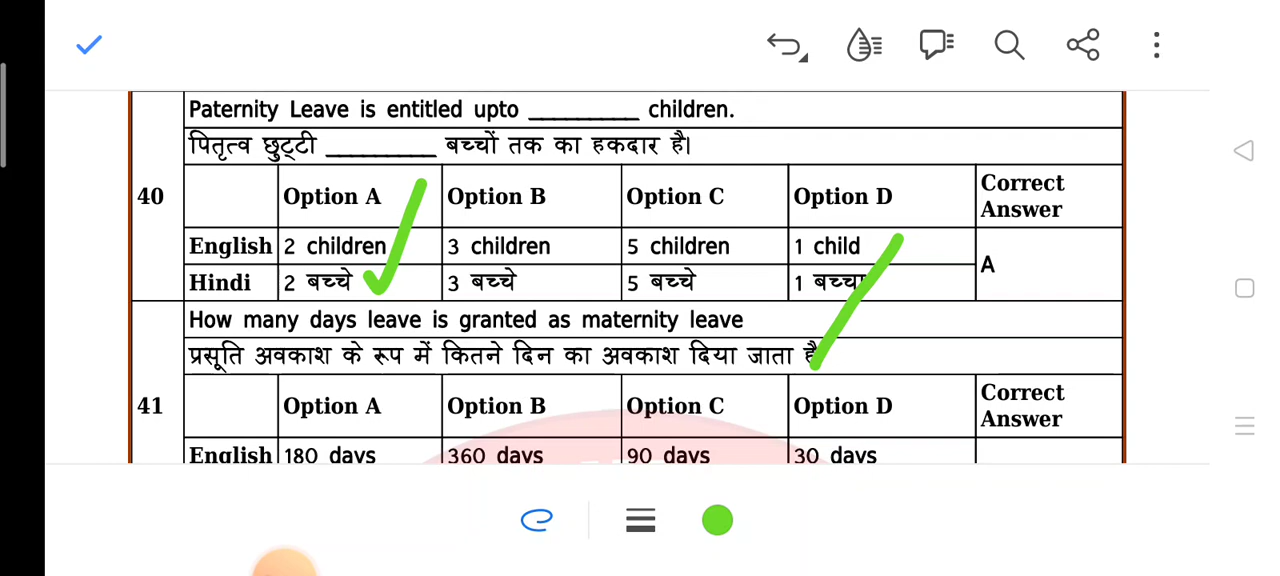 Paternity Leave is entitled upto _________ children.
पितृत्व छुट्टी _________ बच्चों तक का हकदार है।
40 Option A Option B Option C Option D Correct Answer
English 2 children 3 children 5 children 1 child A
Hindi 2 बच्चे 3 बच्चे 5 बच्चे 1 बच्चा
How many days leave is granted as maternity leave
प्रसूति अवकाश के रूप में कितने दिन का अवकाश दिया जाता है
41 Option A Option B Option C Option D Correct Answer
English 180 days 360 days 90 days 30 days